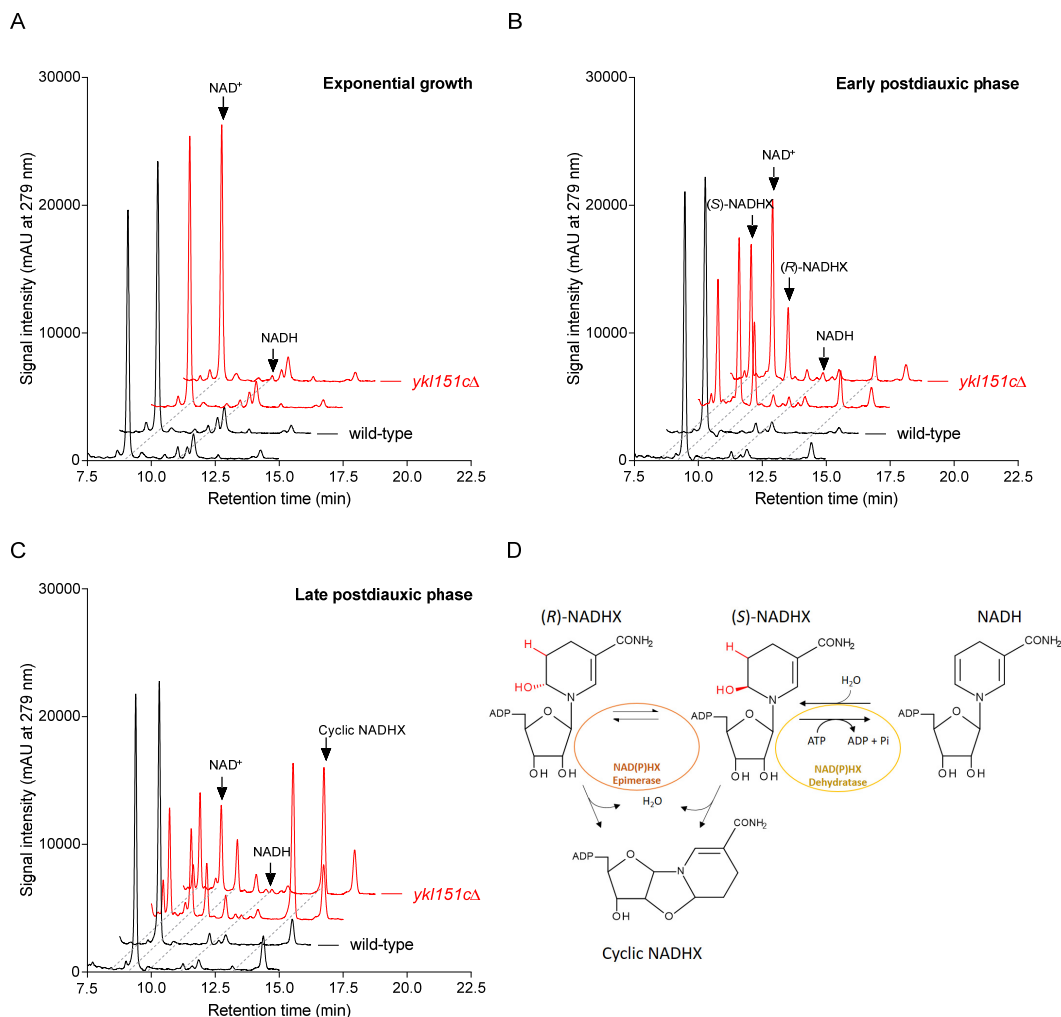 A
Exponential growth
Signal intensity (mAU at 279 nm)
30000
20000
10000
0
NAD⁺
NADH
ykl151cΔ
wild-type
7.5 10.0 12.5 15.0 17.5 20.0 22.5
Retention time (min)
B
Early postdiauxic phase
Signal intensity (mAU at 279 nm)
30000
20000
10000
0
NAD⁺
(S)-NADHX
(R)-NADHX
NADH
ykl151cΔ
wild-type
7.5 10.0 12.5 15.0 17.5 20.0 22.5
Retention time (min)
C
Late postdiauxic phase
Signal intensity (mAU at 279 nm)
30000
20000
10000
0
Cyclic NADHX
NAD⁺
NADH
ykl151cΔ
wild-type
7.5 10.0 12.5 15.0 17.5 20.0 22.5
Retention time (min)
D
(R)-NADHX (S)-NADHX NADH
H CONH₂ H CONH₂ CONH₂
HO HO
N N N
H₂O
ADP O ADP O ADP O
ATP ADP + Pi
NAD(P)HX
Epimerase
NAD(P)HX
Dehydratase
OH OH OH OH OH OH
H₂O
CONH₂
ADP O N
OH O
Cyclic NADHX